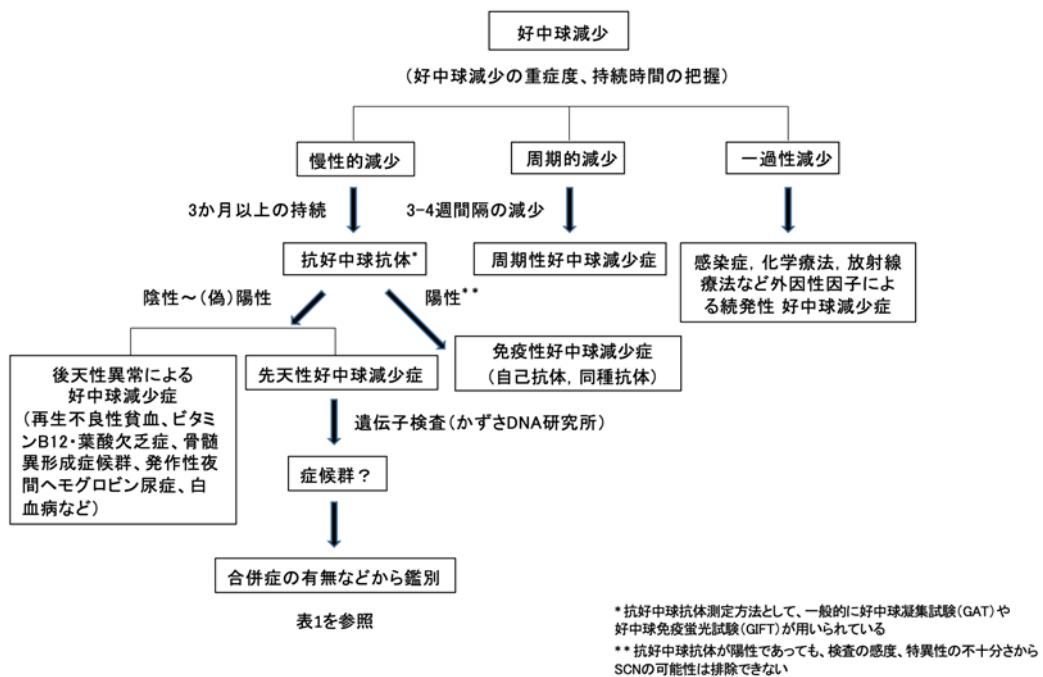 好中球減少
(好中球減少の重症度、持続時間の把握)
慢性的減少
周期的減少
一過性減少
3か月以上の持続
3-4週間隔の減少
抗好中球抗体*
周期性好中球減少症
感染症, 化学療法, 放射線
療法など外因性因子によ
る続発性 好中球減少症
陰性~(偽)陽性
陽性**
後天性異常による
好中球減少症
(再生不良性貧血、ビタミ
ンB12・葉酸欠乏症、骨髄
異形成症候群、発作性夜
間ヘモグロビン尿症、白
血病など)
先天性好中球減少症
免疫性好中球減少症
(自己抗体, 同種抗体)
遺伝子検査(かずさDNA研究所)
症候群?
合併症の有無などから鑑別
表1を参照
* 抗好中球抗体測定方法として、一般的に好中球凝集試験(GAT)や
好中球免疫蛍光試験(GIFT)が用いられている
** 抗好中球抗体が陽性であっても、検査の感度、特異性の不十分さから
SCNの可能性は排除できない